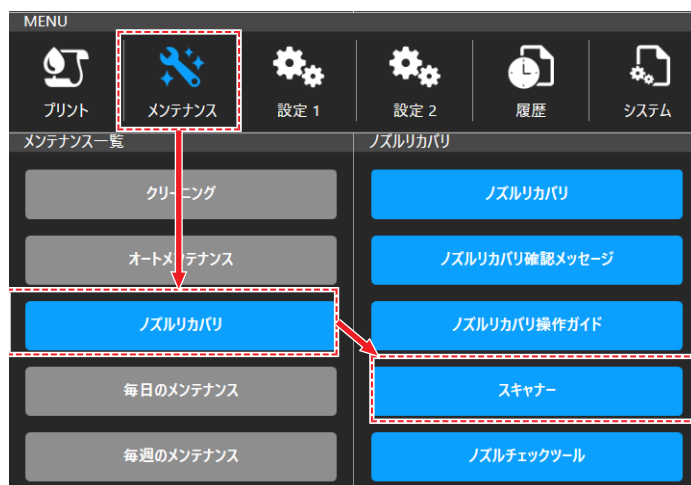 MENU
プリント
メンテナンス
設定 1
設定 2
履歴
システム
メンテナンス一覧
ノズルリカバリ
クリーニング
ノズルリカバリ
オートメンテナンス
ノズルリカバリ確認メッセージ
ノズルリカバリ
ノズルリカバリ操作ガイド
毎日のメンテナンス
スキャナー
毎週のメンテナンス
ノズルチェックツール